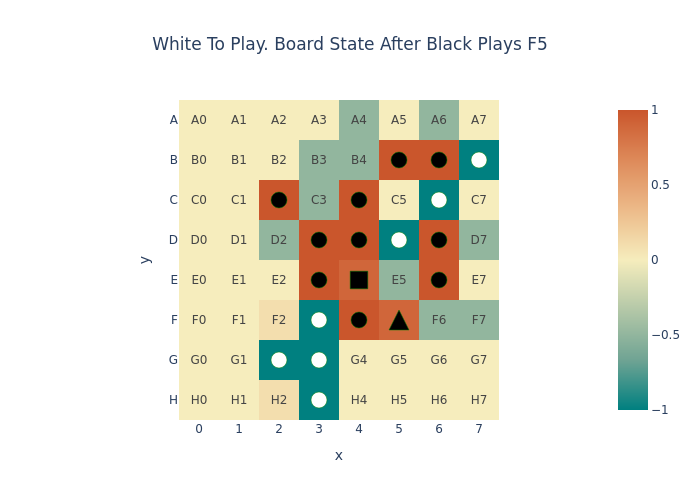 White To Play. Board State After Black Plays F5
A A0 A1 A2 A3 A4 A5 A6 A7 1
B B0 B1 B2 B3 B4
0.5
C C0 C1 C3 C5 C7
D D0 D1 D2 D7
y 0
E E0 E1 E2 E5 E7
F F0 F1 F2 F6 F7
−0.5
G G0 G1 G4 G5 G6 G7
H H0 H1 H2 H4 H5 H6 H7 −1
0 1 2 3 4 5 6 7
x